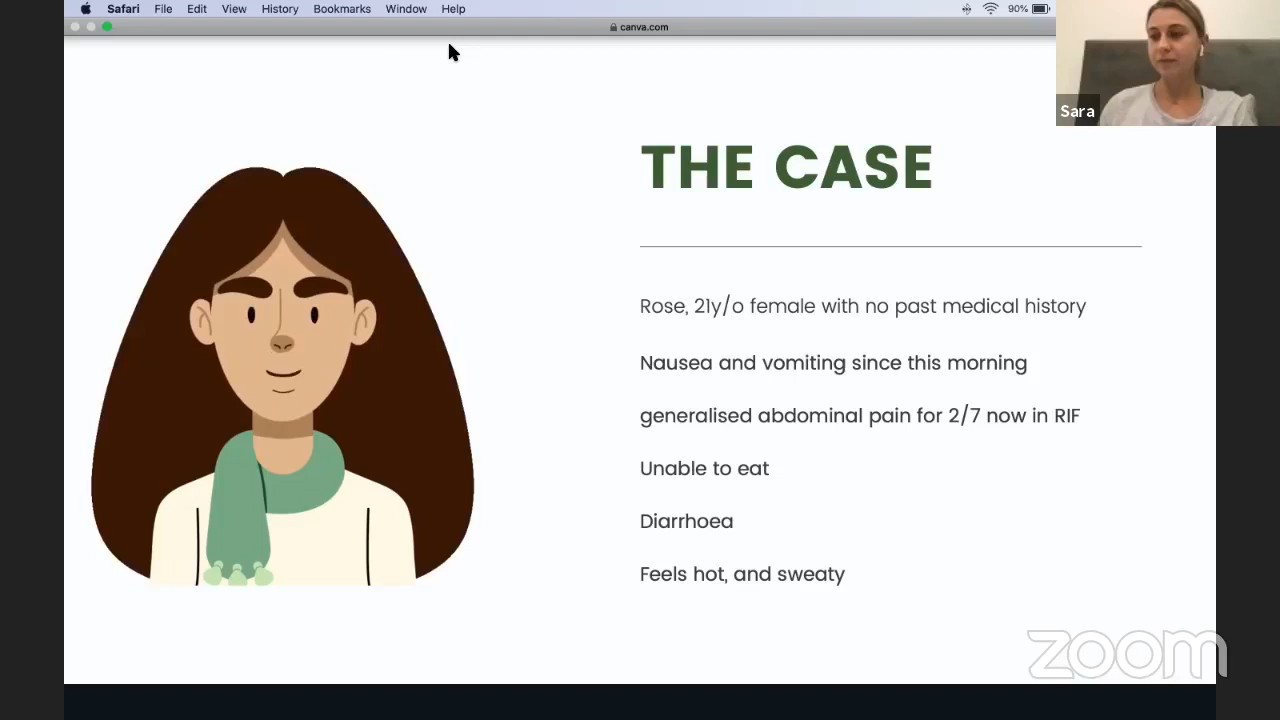 Safari File Edit View History Bookmarks Window Help 90%
canva.com
Sara
THE CASE
Rose, 21y/o female with no past medical history
Nausea and vomiting since this morning
generalised abdominal pain for 2/7 now in RIF
Unable to eat
Diarrhoea
Feels hot, and sweaty
zoom